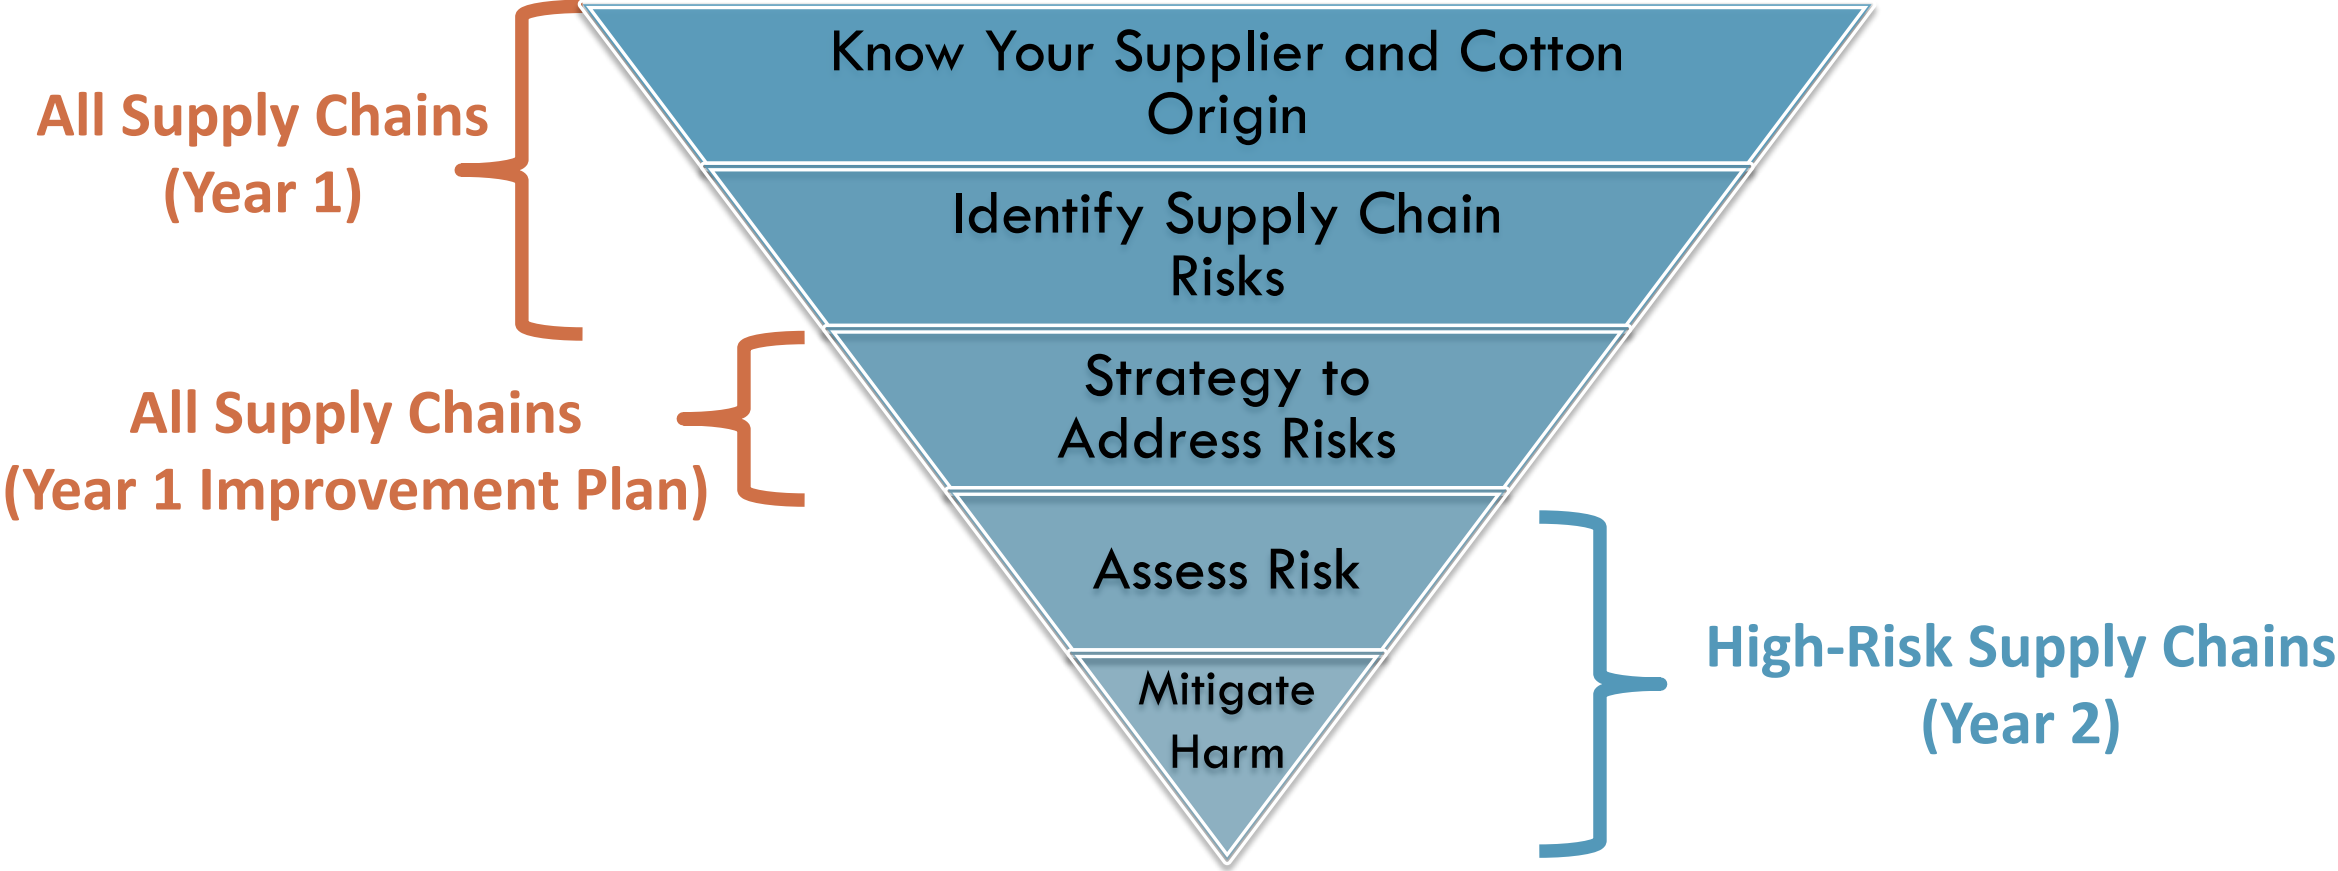 Know Your Supplier and Cotton
Origin
All Supply Chains
(Year 1)
Identify Supply Chain
Risks
Strategy to
Address Risks
All Supply Chains
(Year 1 Improvement Plan)
Assess Risk
Mitigate
Harm
High-Risk Supply Chains
(Year 2)